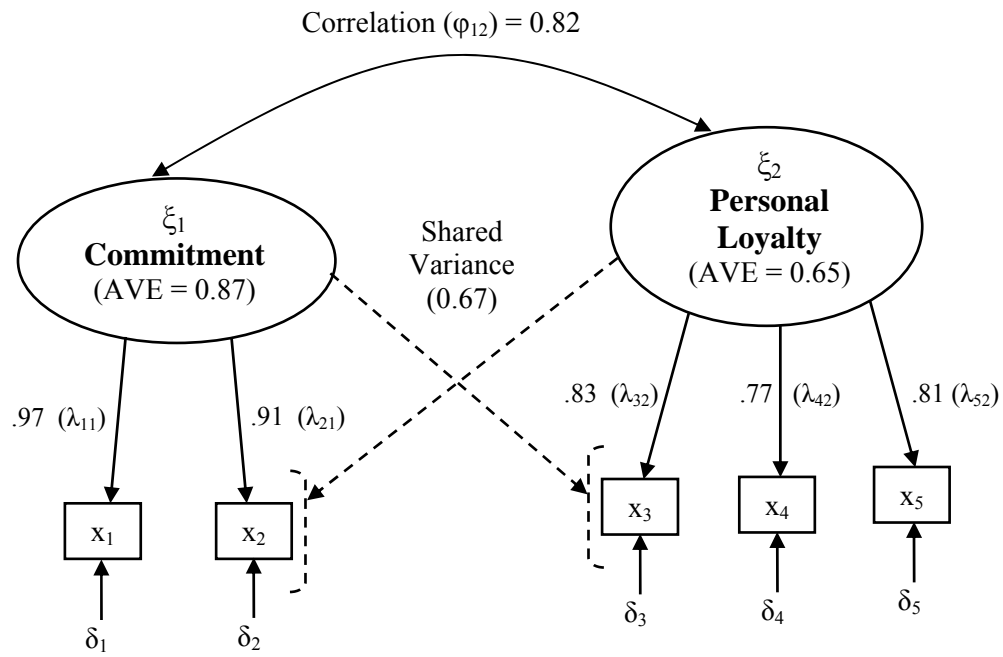 Correlation (φ₁₂) = 0.82
ξ₁
Commitment
(AVE = 0.87)
Shared
Variance
(0.67)
ξ₂
Personal
Loyalty
(AVE = 0.65)
.97 (λ₁₁)
.91 (λ₂₁)
.83 (λ₃₂)
.77 (λ₄₂)
.81 (λ₅₂)
x₁
x₂
x₃
x₄
x₅
δ₁
δ₂
δ₃
δ₄
δ₅